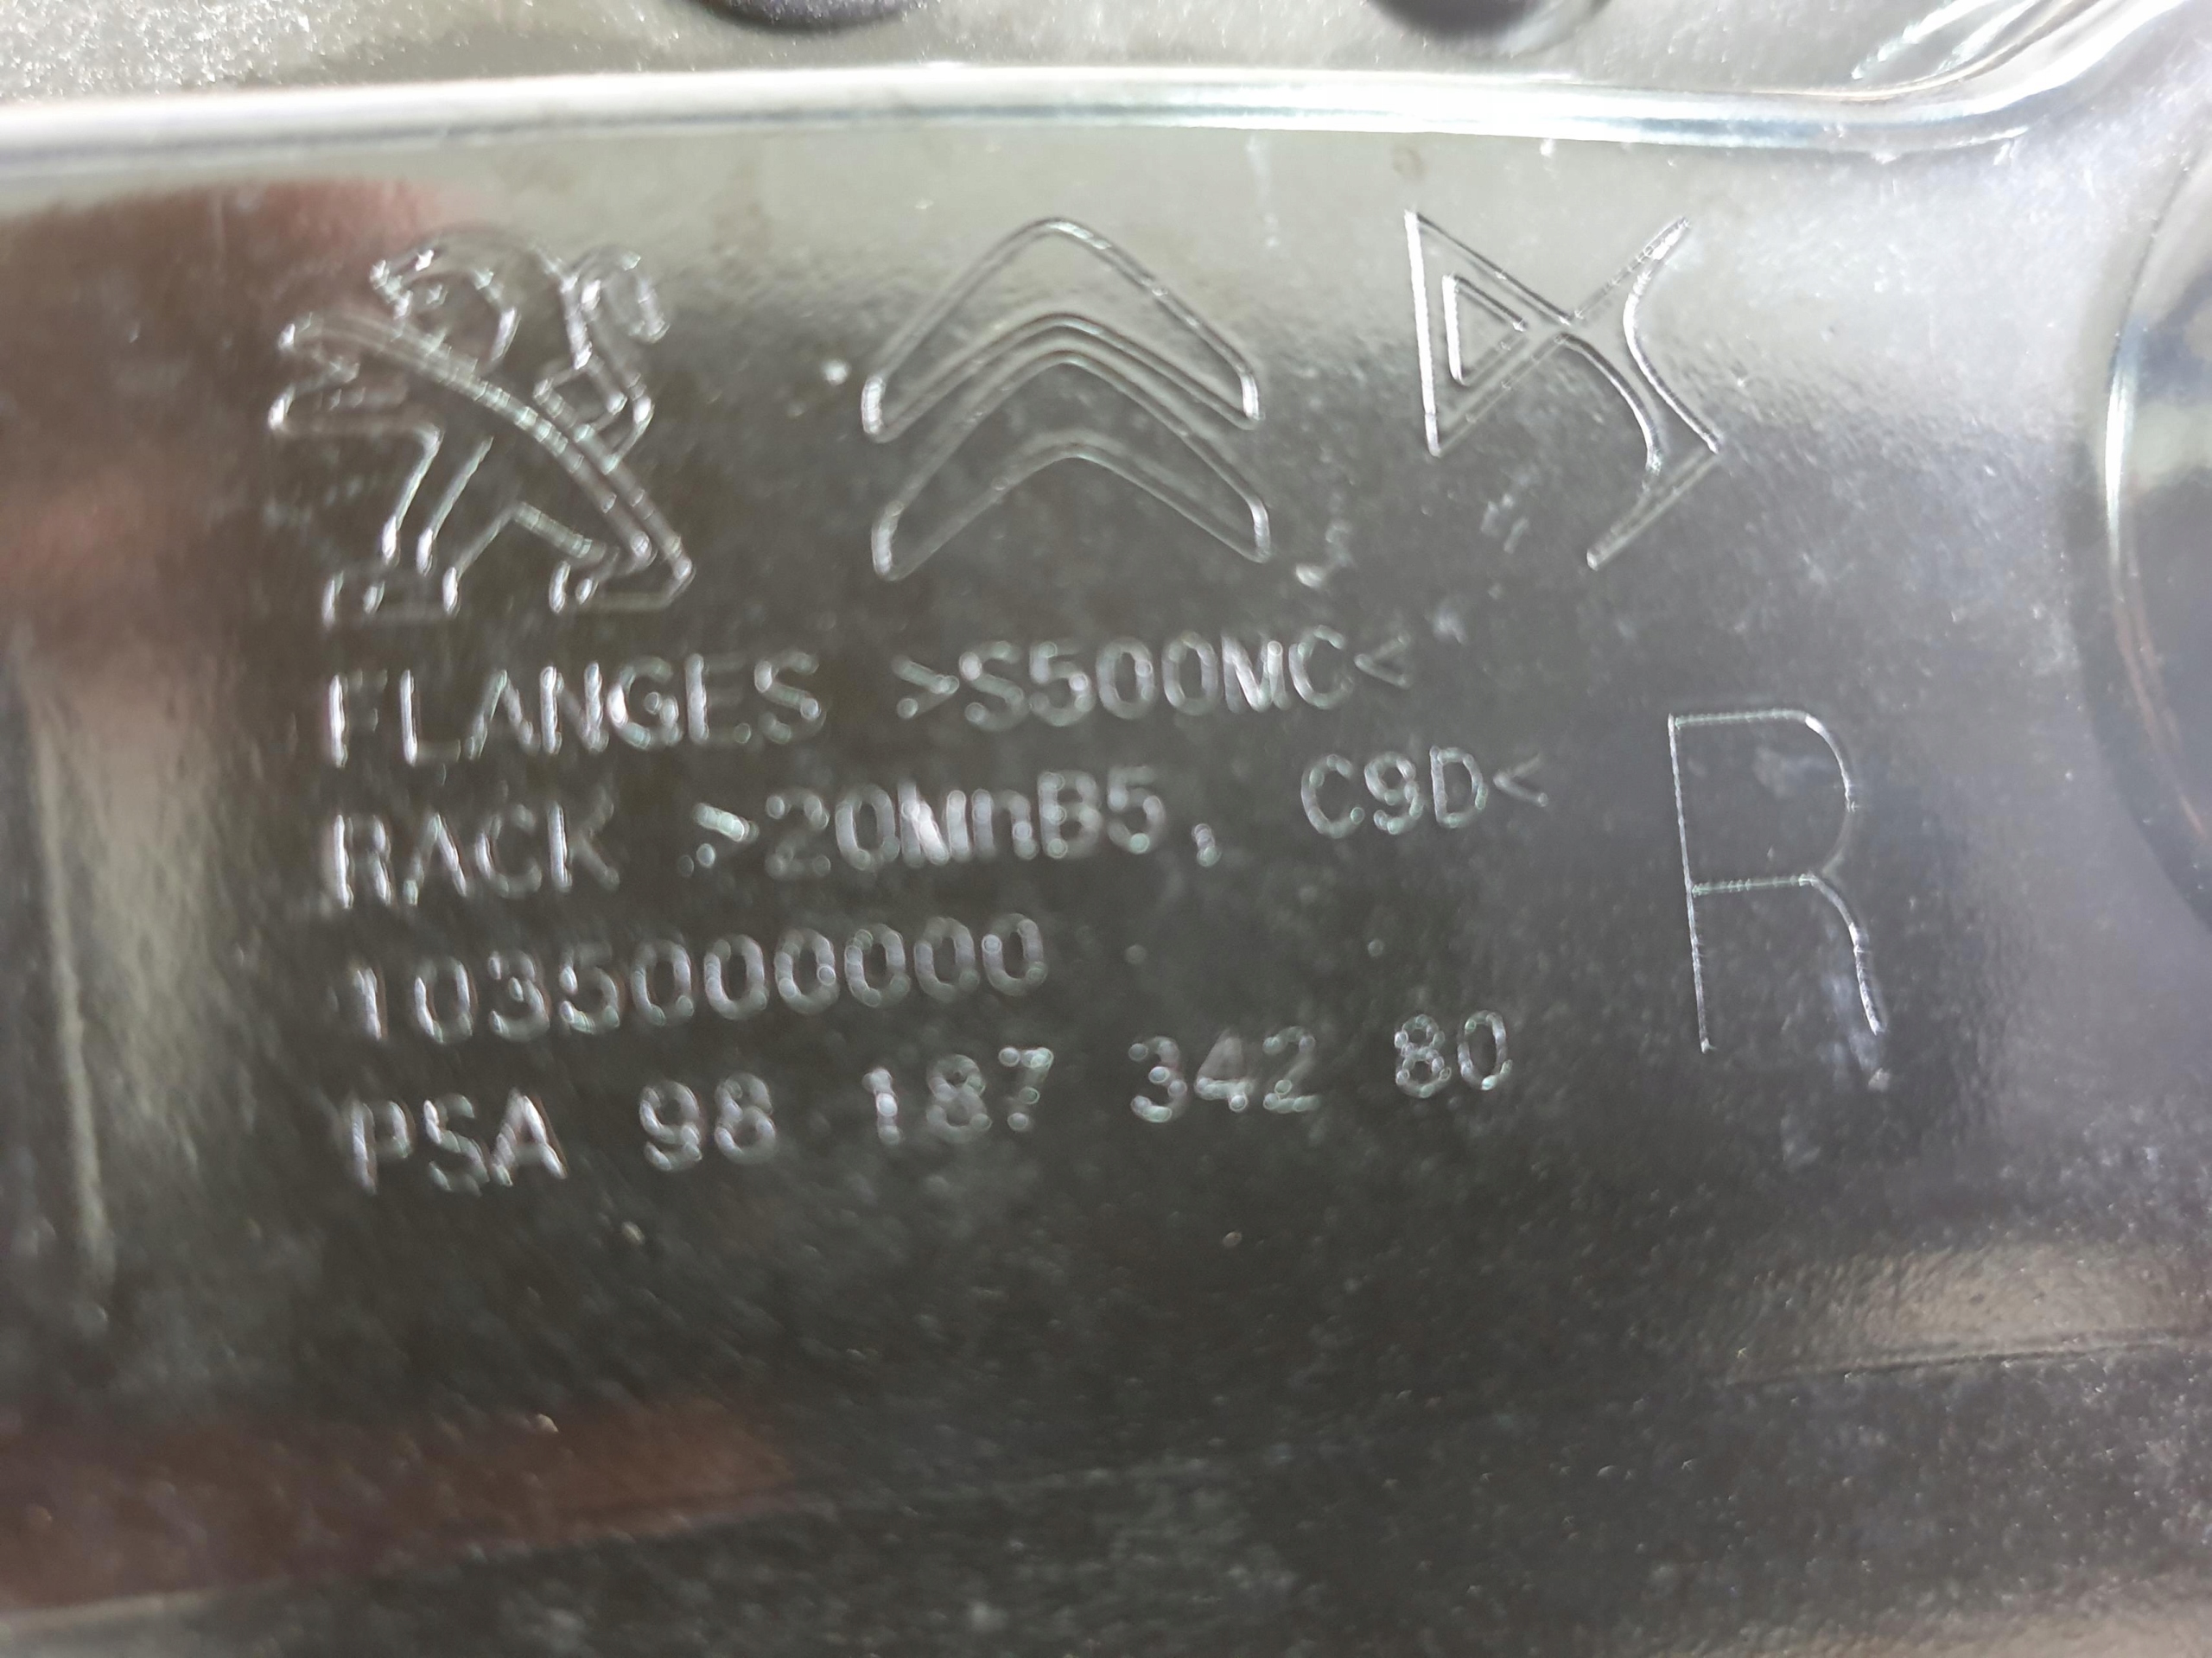 FLANGES >S500MC<
RACK >20MnB5, C9D<
R
1035000000
PSA 98 187 342 80